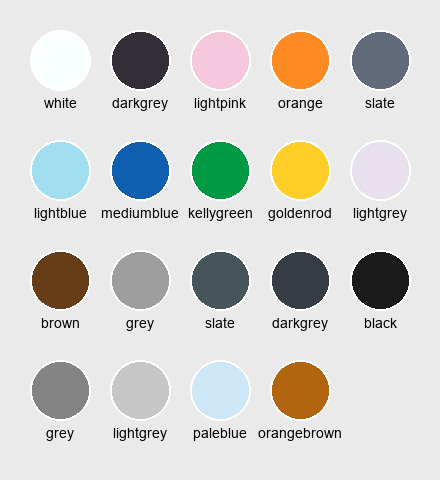 white darkgrey lightpink orange slate
lightblue mediumblue kellygreen goldenrod lightgrey
brown grey slate darkgrey black
grey lightgrey paleblue orangebrown